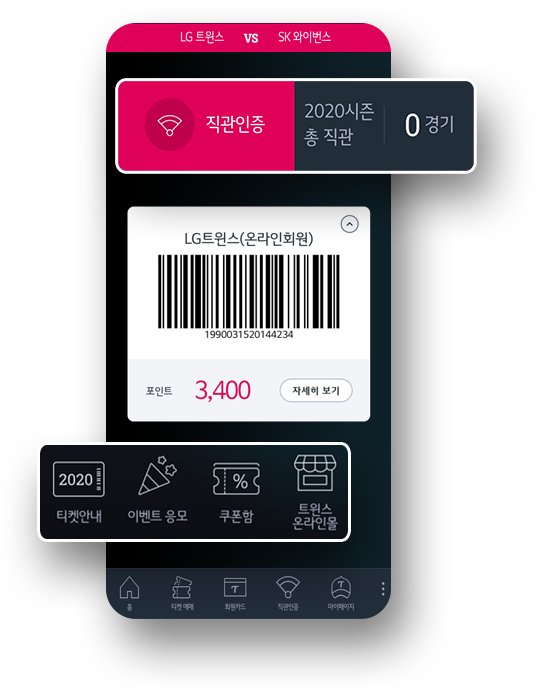 LG 트윈스 VS SK 와이번스
직관인증
2020시즌
총 직관
0 경기
LG트윈스(온라인회원)
1990031520144234
포인트 3,400 자세히 보기
2020 %
티켓안내 이벤트 응모 쿠폰함 트윈스
온라인몰
T T
홈 티켓 예매 회원카드 직관인증 마이페이지